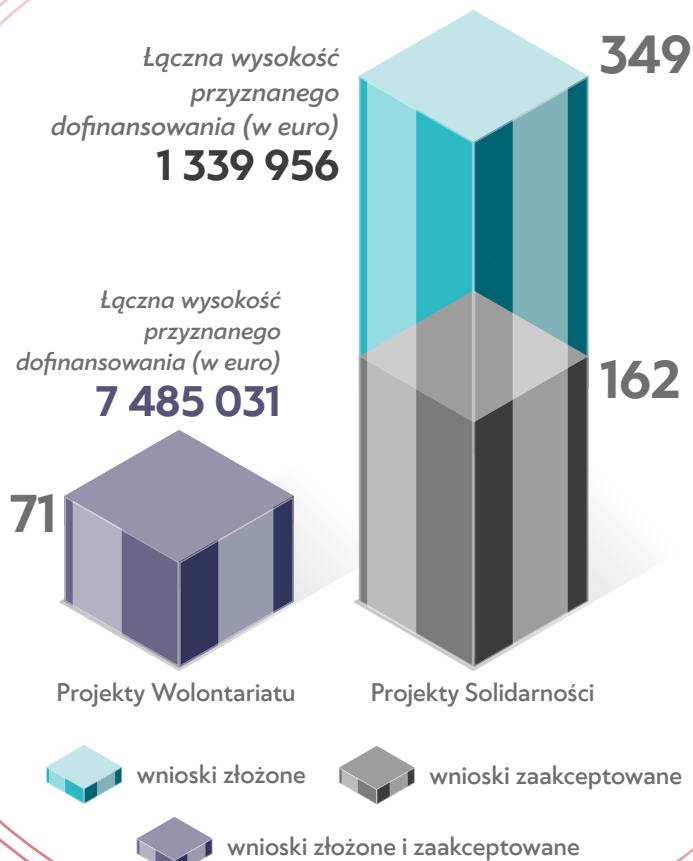 Łączna wysokość
przyznanego
dofinansowania (w euro)
1 339 956
349
Łączna wysokość
przyznanego
dofinansowania (w euro)
7 485 031
162
71
Projekty Wolontariatu
Projekty Solidarności
wnioski złożone
wnioski zaakceptowane
wnioski złożone i zaakceptowane